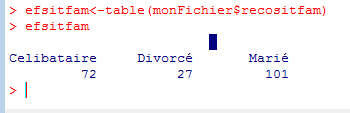 > efsitfam<-table(monFichier$recositfam)
> efsitfam
Celibataire Divorcé Marié
72 27 101
>